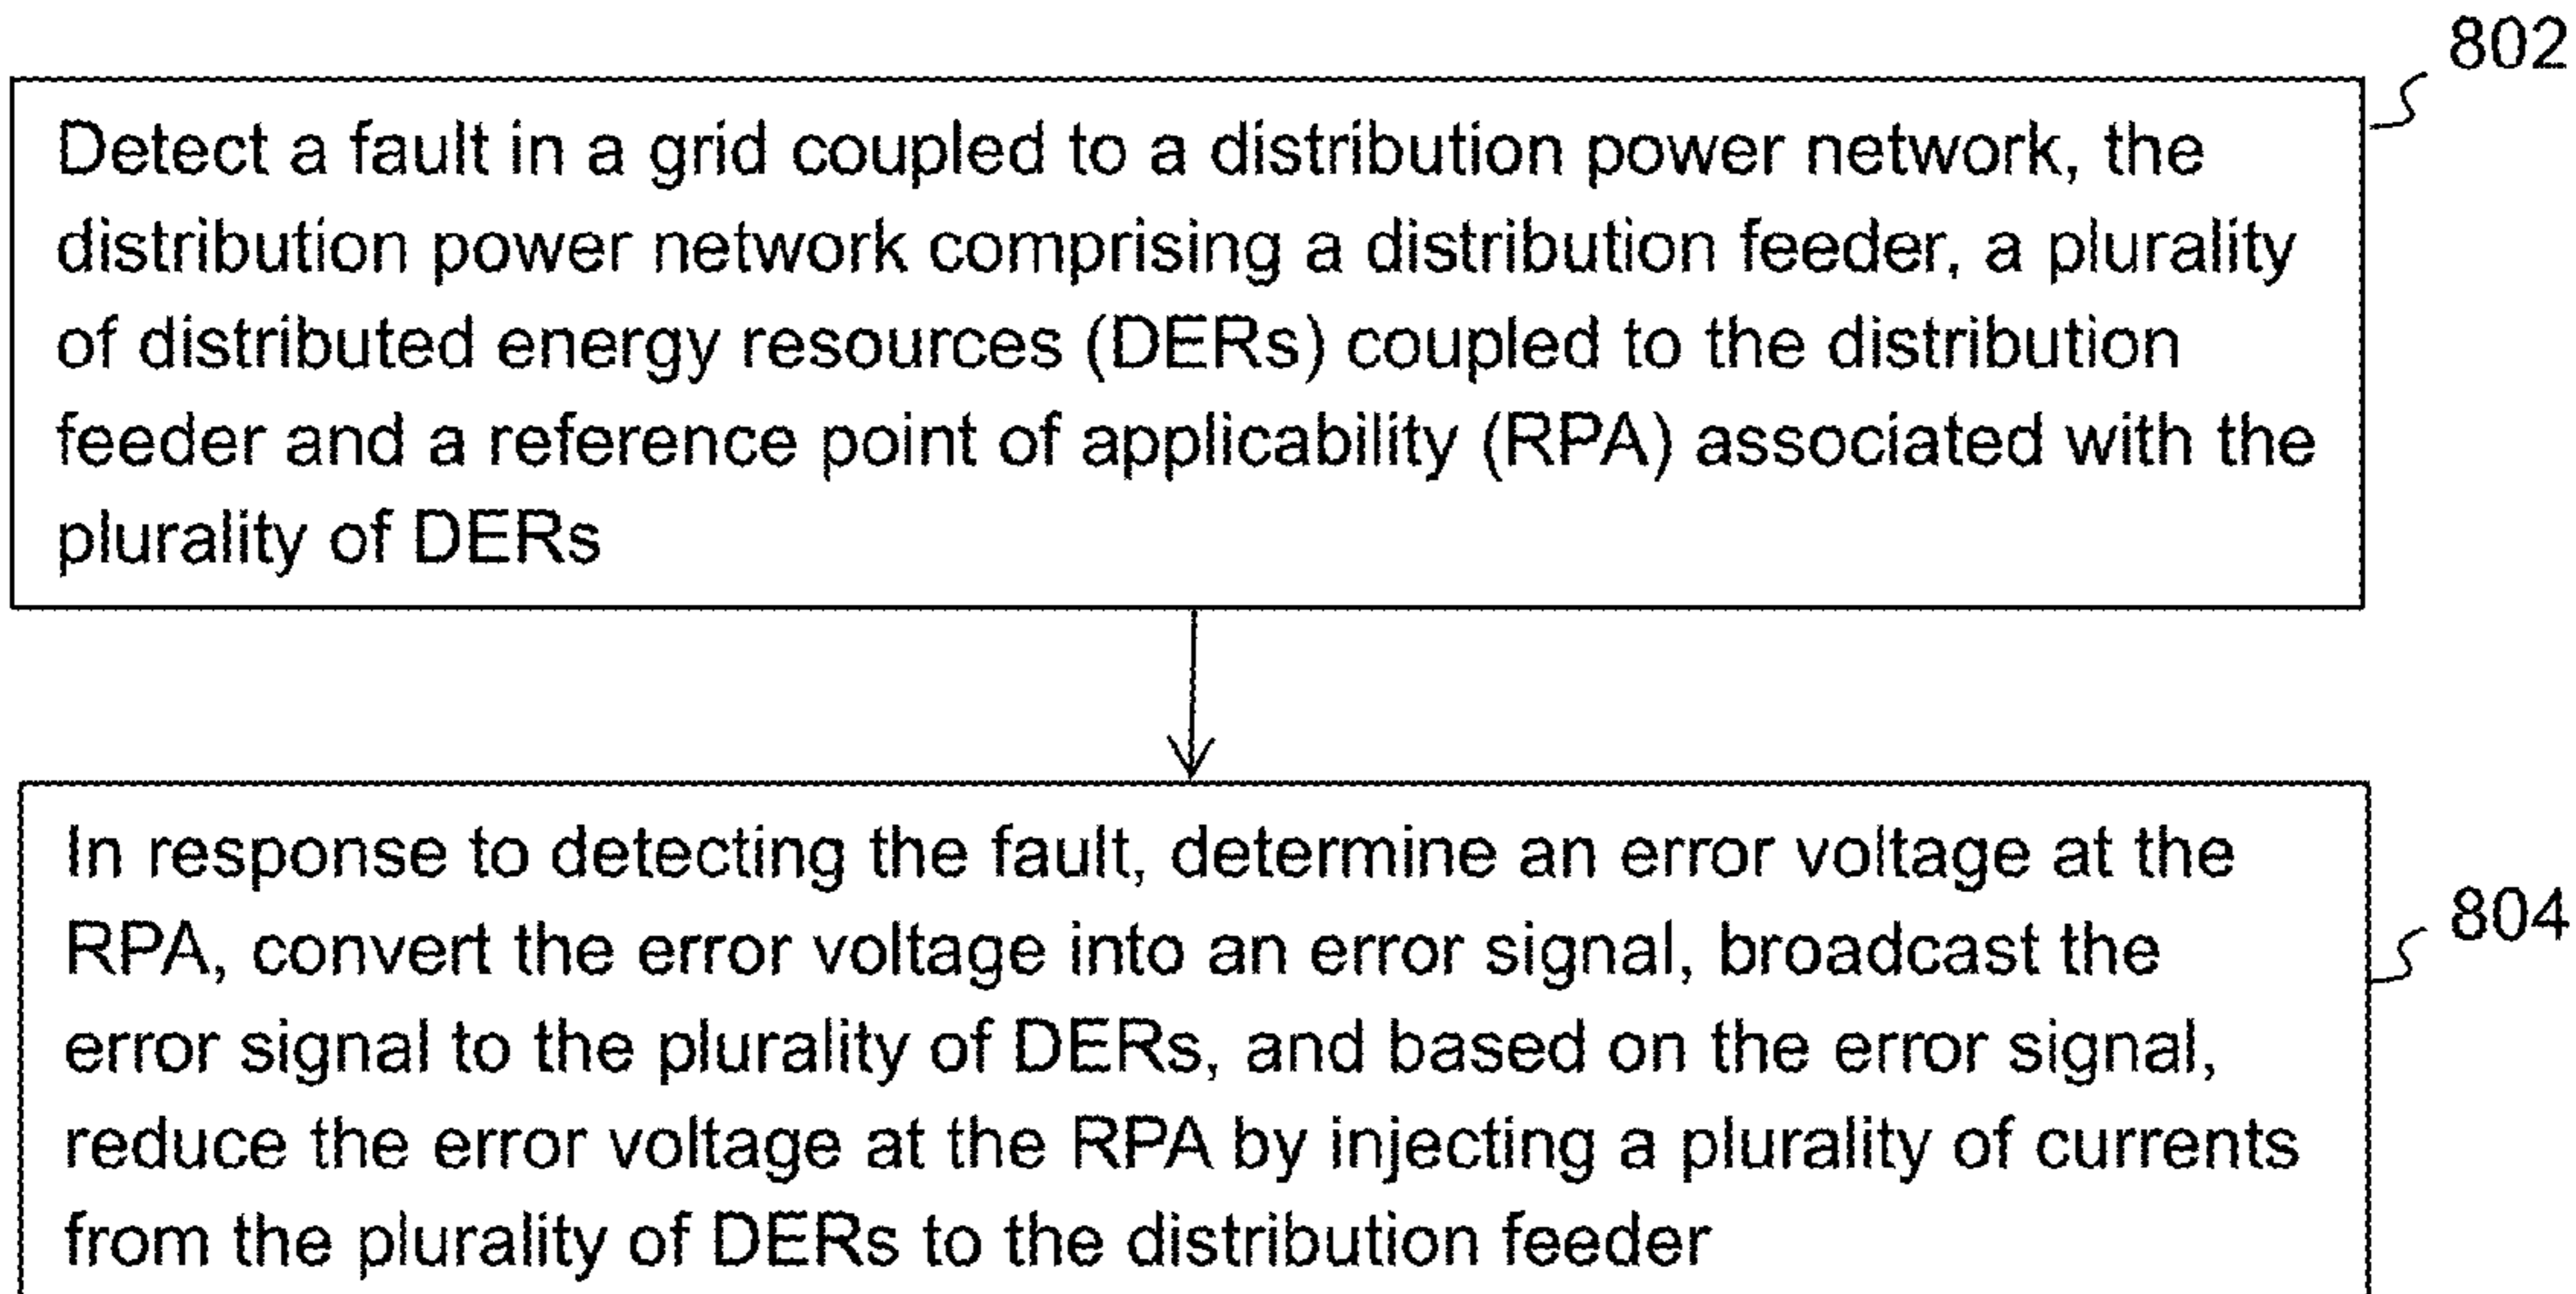 802
Detect a fault in a grid coupled to a distribution power network, the
distribution power network comprising a distribution feeder, a plurality
of distributed energy resources (DERs) coupled to the distribution
feeder and a reference point of applicability (RPA) associated with the
plurality of DERs
In response to detecting the fault, determine an error voltage at the
RPA, convert the error voltage into an error signal, broadcast the
804
error signal to the plurality of DERs, and based on the error signal,
reduce the error voltage at the RPA by injecting a plurality of currents
from the plurality of DERs to the distribution feeder